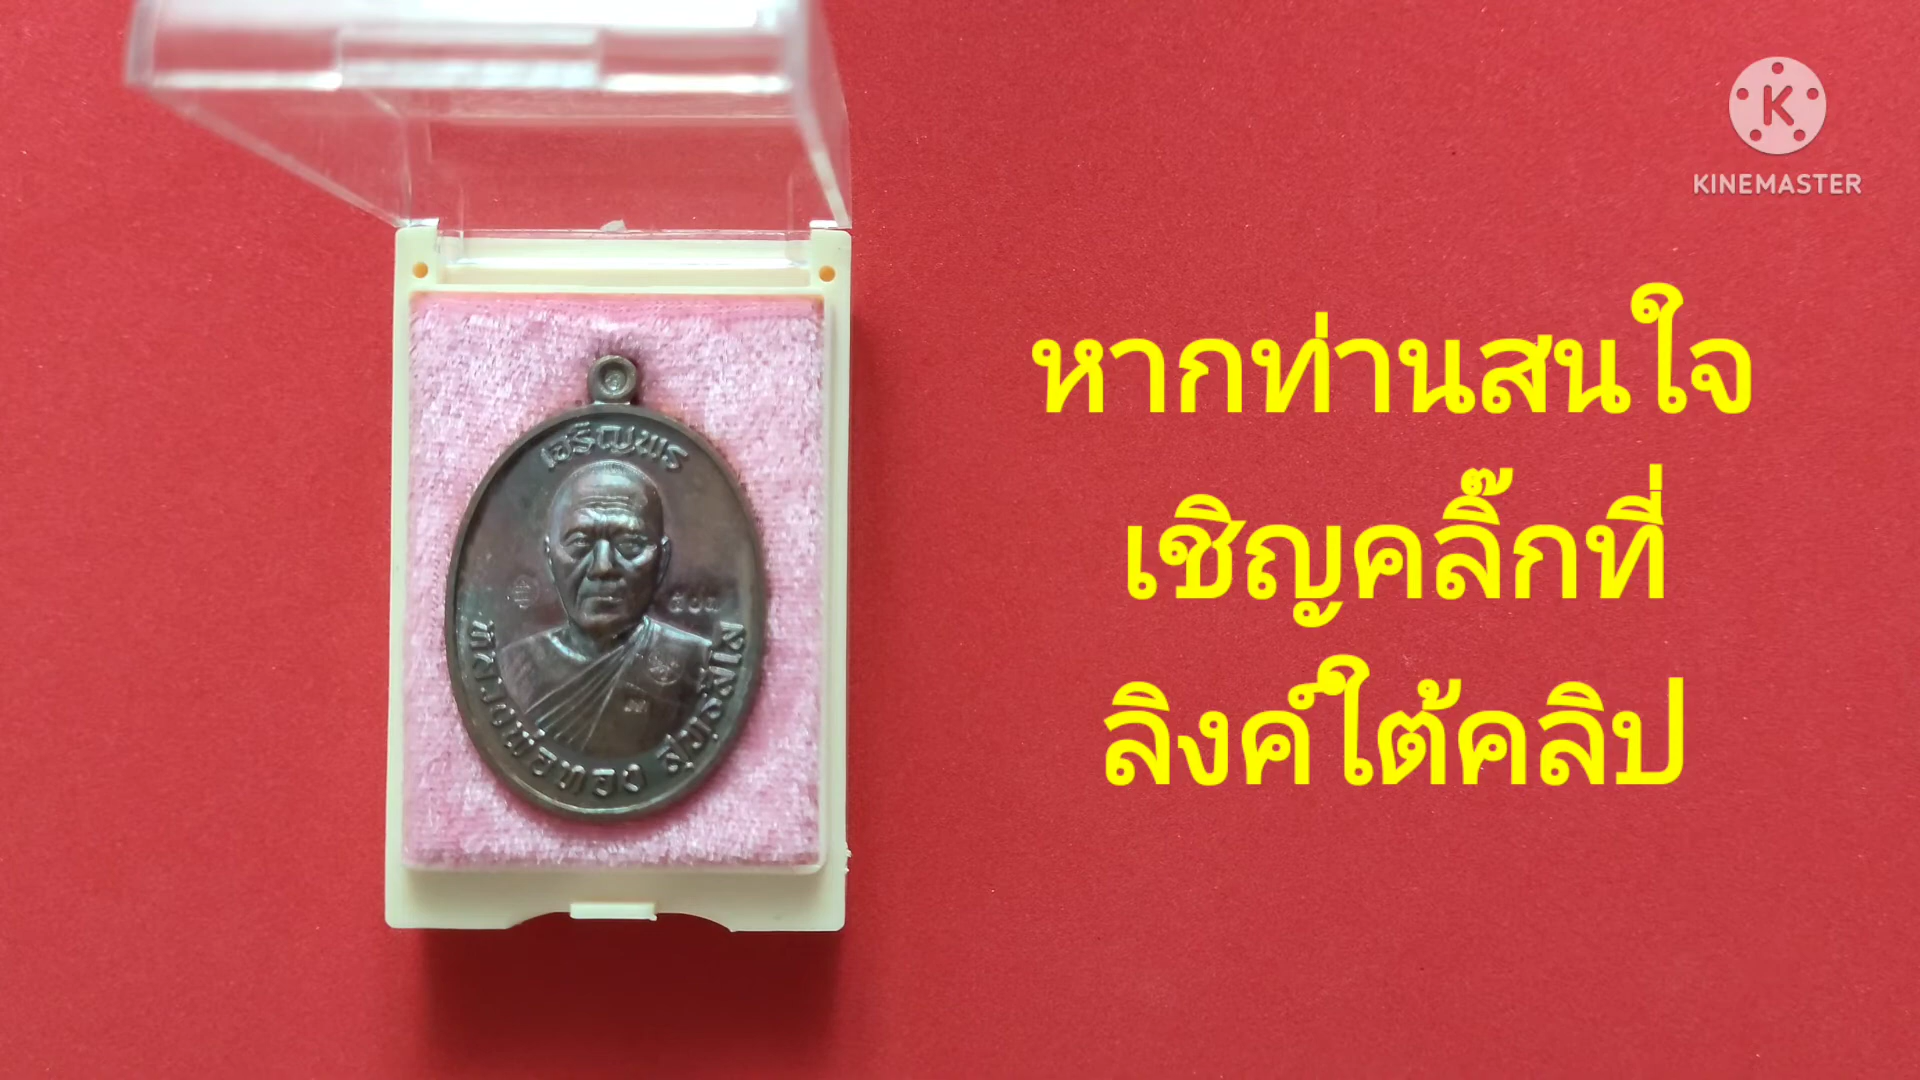 K
KINEMASTER
หากท่านสนใจ
เชิญคลิ๊กที่
ลิงค์ใต้คลิป
เจริญพร
หลวงพ่อทอง สุทฺธสีโล